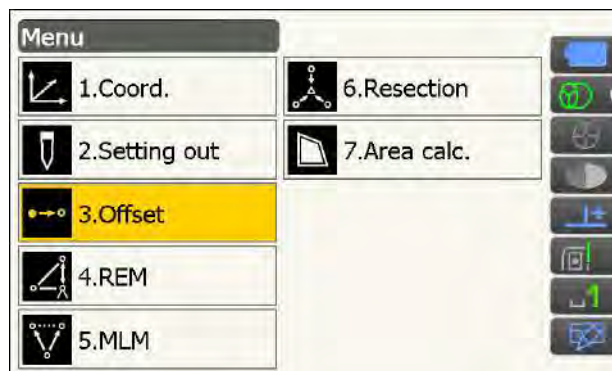 Menu
1.Coord.
2.Setting out
3.Offset
4.REM
5.MLM
6.Resection
7.Area calc.